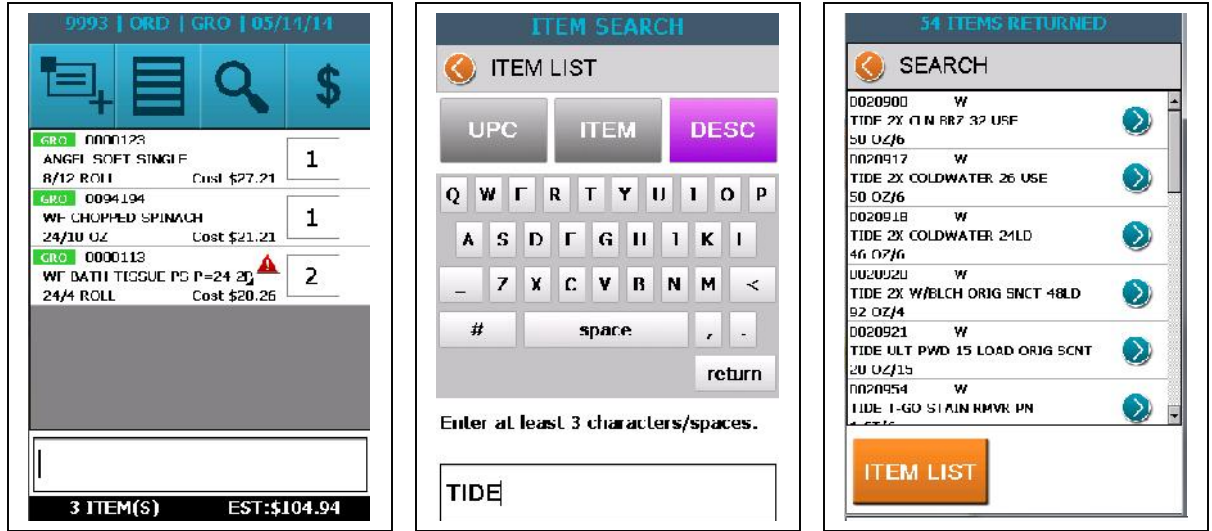 9993 | ORD | GRO | 05/14/14
$
GRO 0000123
ANGEL SOFT SINGLE
8/12 ROLL Cost $27.21
1
GRO 0094194
WF CHOPPED SPINACH
24/10 OZ Cost $21.21
1
GRO 0000113
WF BATH TISSUE PS P=24
24/4 ROLL Cost $20.26
2
3 ITEM(S) EST:$104.94
ITEM SEARCH
ITEM LIST
UPC ITEM DESC
Q W E R T Y U I O P
A S D F G H J K L
_ Z X C V B N M <
# space , .
return
Enter at least 3 characters/spaces.
TIDE
54 ITEMS RETURNED
SEARCH
0020900 W
TIDE 2X CLN BRZ 32 USE
50 OZ/6
0020917 W
TIDE 2X COLDWATER 26 USE
50 OZ/6
0020918 W
TIDE 2X COLDWATER 24LD
46 OZ/6
0020920 W
TIDE 2X W/BLCH ORIG SNCT 48LD
92 OZ/4
0020921 W
TIDE ULT PWD 15 LOAD ORIG SCNT
20 OZ/15
0020954 W
TIDE T-GO STAIN RMVR PN
ITEM LIST